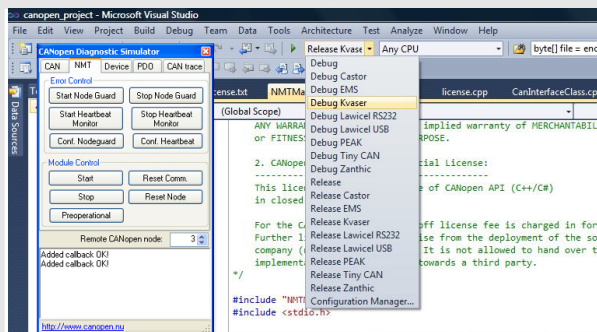 canopen_project - Microsoft Visual Studio
File Edit View Project Build Debug Team Data Tools Architecture Test Analyze Window Help
Release Kvase Any CPU byte[] file = enc
CANopen Diagnostic Simulator
CAN NMT Device PDO CAN trace
Error Control
Start Node Guard Stop Node Guard
Start Heartbeat Monitor Stop Heartbeat Monitor
Conf. Nodeguard Conf. Heartbeat
Module Control
Start Reset Comm.
Stop Reset Node
Preoperational
Remote CANopen node: 3
Added callback OK!
Added callback OK!
http://www.canopen.nu
Data Sources
Debug
Debug Castor
Debug EMS
Debug Kvaser
Debug Lawicel RS232
Debug Lawicel USB
Debug PEAK
Debug Tiny CAN
Debug Zanthic
Release
Release Castor
Release EMS
Release Kvaser
Release Lawicel RS232
Release Lawicel USB
Release PEAK
Release Tiny CAN
Release Zanthic
Configuration Manager...
cense.txt NMTMa license.cpp CanInterfaceClass.cp
(Global Scope)
ANY WARRA implied warranty of MERCHANTABIL
or FITNES RPOSE.
2. CANope cial License:
This lice e of CANopen API (C++/C#)
in closed
For the C off license fee is charged in for
Further l ise from the deployment of the so
company ( It is not allowed to hand over t
implement towards a third party.
*/
#include "NMT
#include <stdio.h>